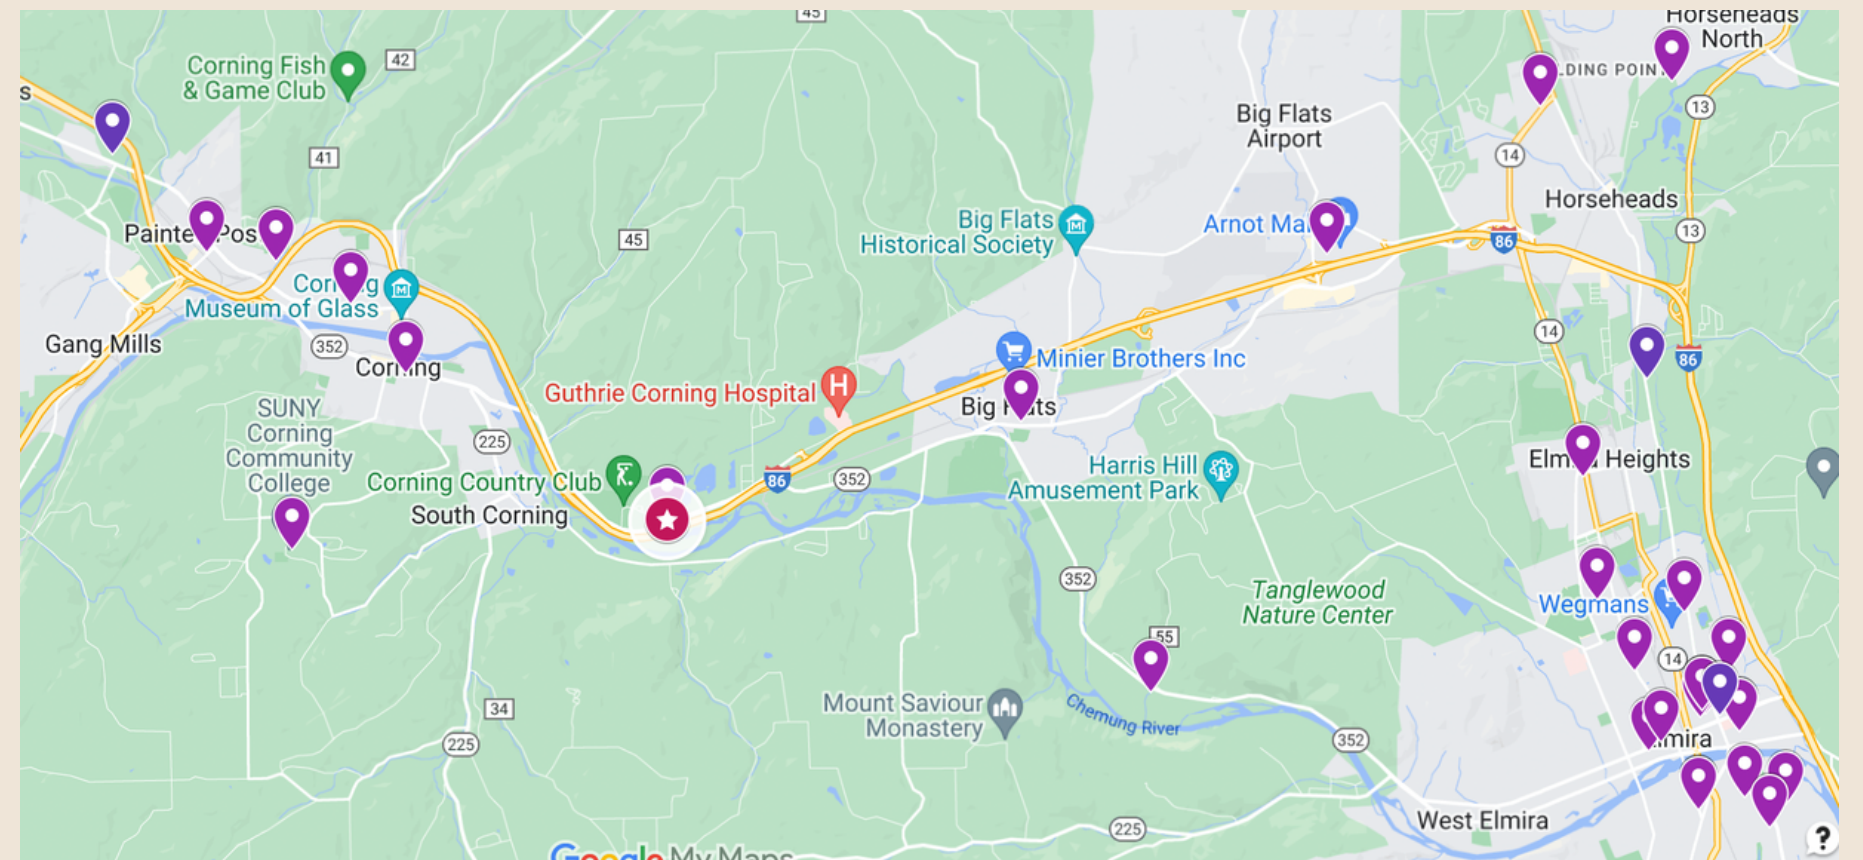 45
Horseheads
North
Corning Fish
& Game Club
42
s
LDING POINT
13
Big Flats
Airport
41
14
Horseheads
Big Flats
Historical Society
Arnot Ma
Painte Pos
45
13
86
Cor g
Museum of Glass
14
352
Gang Mills
Corning
Minier Brothers Inc
86
Guthrie Corning Hospital
H
Big F ats
SUNY
Corning
Community
College
225
Corning Country Club
86
352
Harris Hill
Amusement Park
Elm Heights
South Corning
352
Tanglewood
Nature Center
Wegmans
55
14
34
Mount Saviour
Monastery
Chemung River
225
352
mira
West Elmira
225
Google My Maps
?